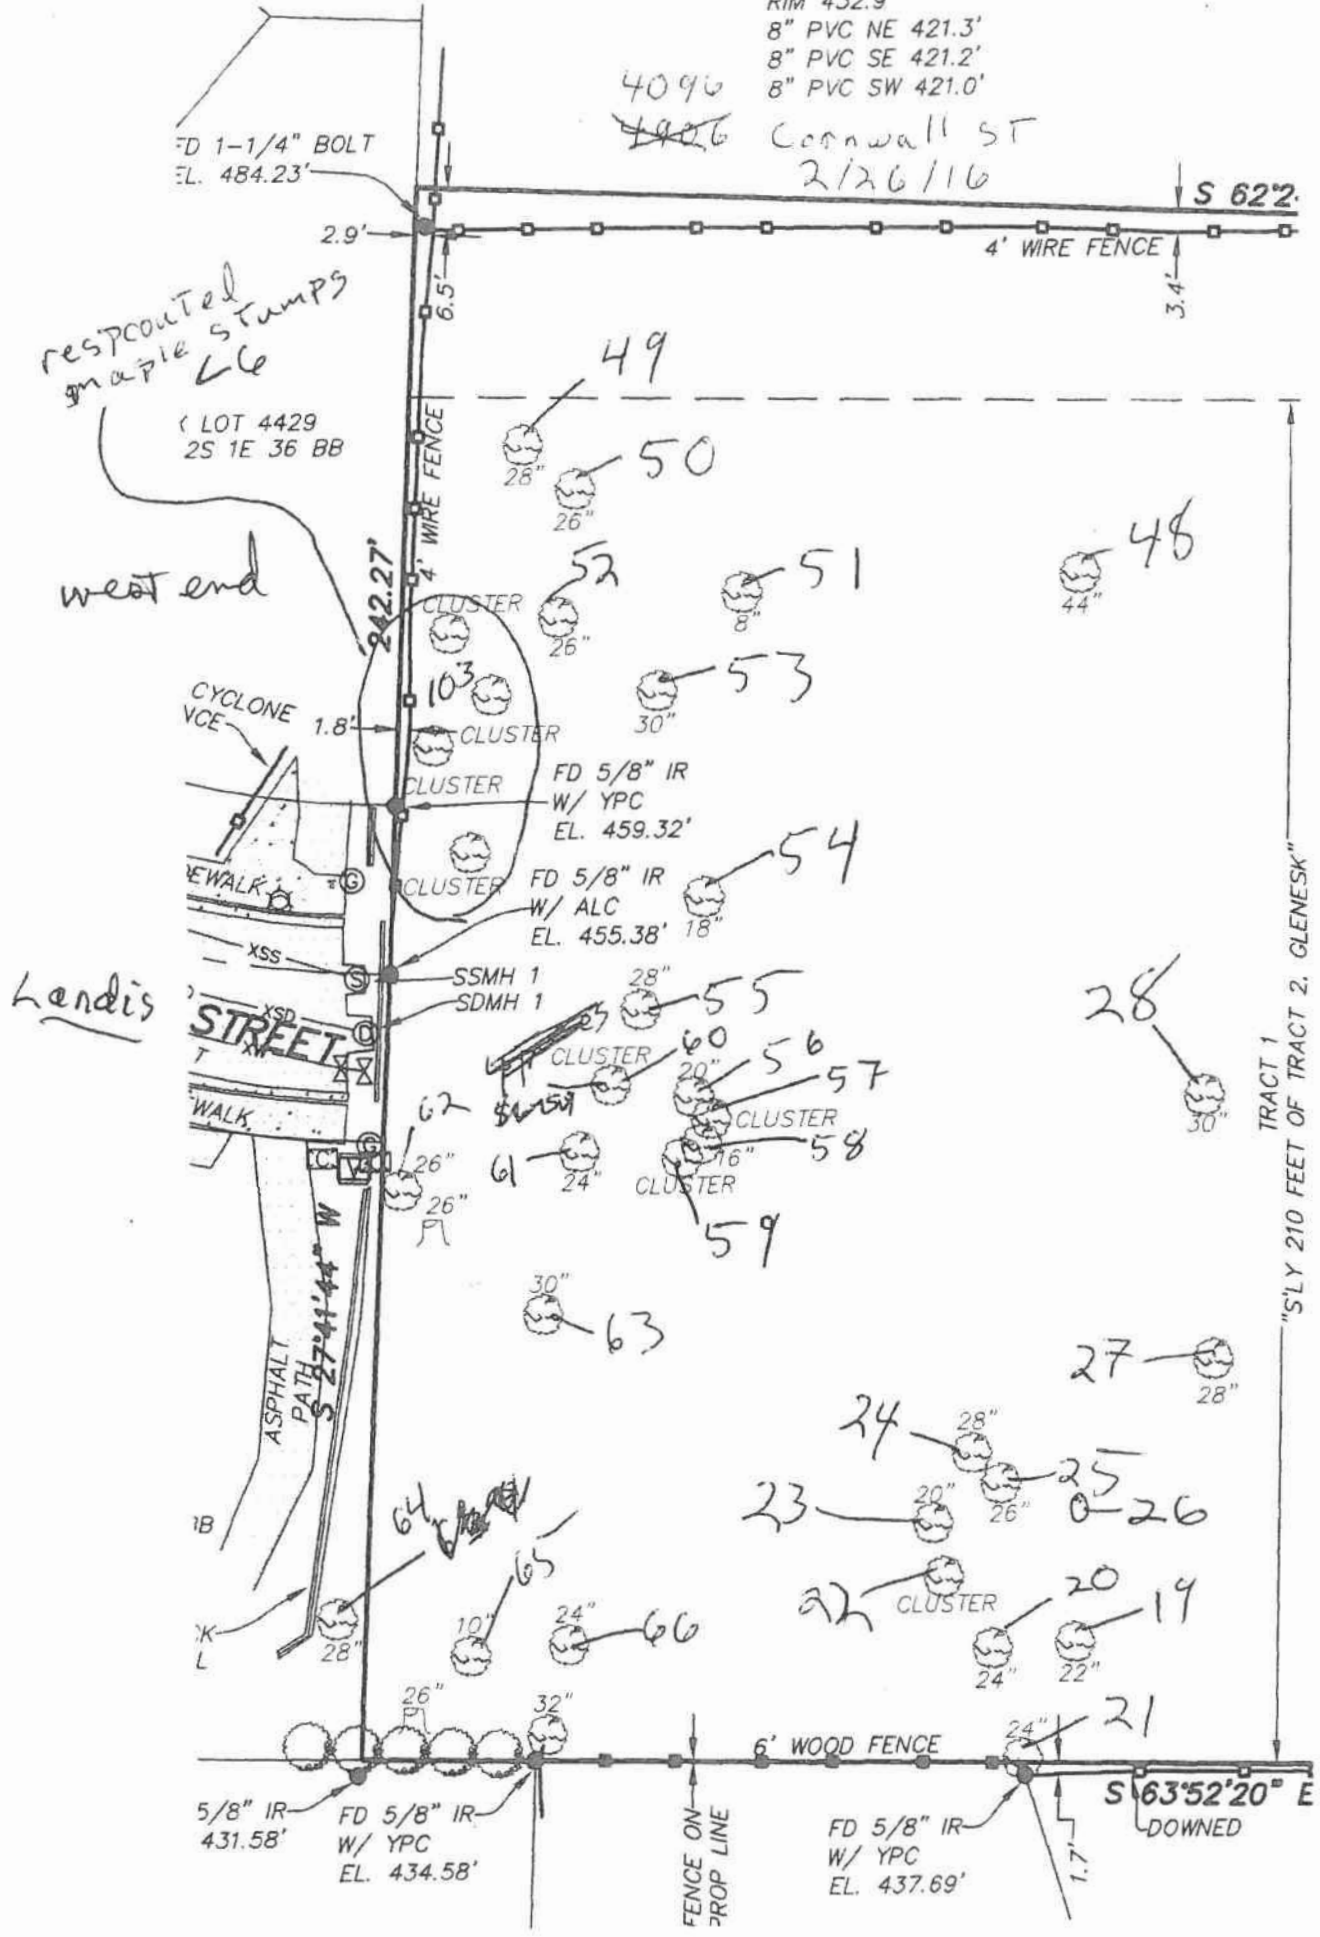 RIM 432.9'
8" PVC NE 421.3'
8" PVC SE 421.2'
8" PVC SW 421.0'
4096
Cornwall ST
2/26/16
FD 1-1/4" BOLT
EL. 484.23'
S 62°2
2.9'
4' WIRE FENCE
6.5'
3.4'
respcouted
maple stumps
<6
49
LOT 4429
2S 1E 36 BB
4' WIRE FENCE
28"
50
26"
west end
242.27'
52
51
48
CLUSTER
26"
8"
44"
103
53
CYCLONE
NCE
1.8'
CLUSTER
30"
CLUSTER
FD 5/8" IR
W/ YPC
EL. 459.32'
54
EWALK
G
CLUSTER
FD 5/8" IR
W/ ALC
EL. 455.38'
18"
XSS
S
SSMH 1
SDMH 1
28"
55
28
Landis
XSD
STREET
D
XW
T
CLUSTER
60
20"
56
57
30"
WALK
62
CLUSTER
G
C
V
26"
61
24"
16"
58
CLUSTER
26"
59
TRACT 1
"S'LY 210 FEET OF TRACT 2. GLENESK"
S 27°41'44" W
30"
63
ASPHALT
PATH
27
28"
24
28"
25
26"
23
20"
26
64
65
22
CLUSTER
20
19
28"
10"
24"
66
24"
22"
CK
L
26"
32"
21
24"
6' WOOD FENCE
S 63°52'20" E
DOWNED
5/8" IR
431.58'
FD 5/8" IR
W/ YPC
EL. 434.58'
FENCE ON
PROP LINE
FD 5/8" IR
W/ YPC
EL. 437.69'
1.7'